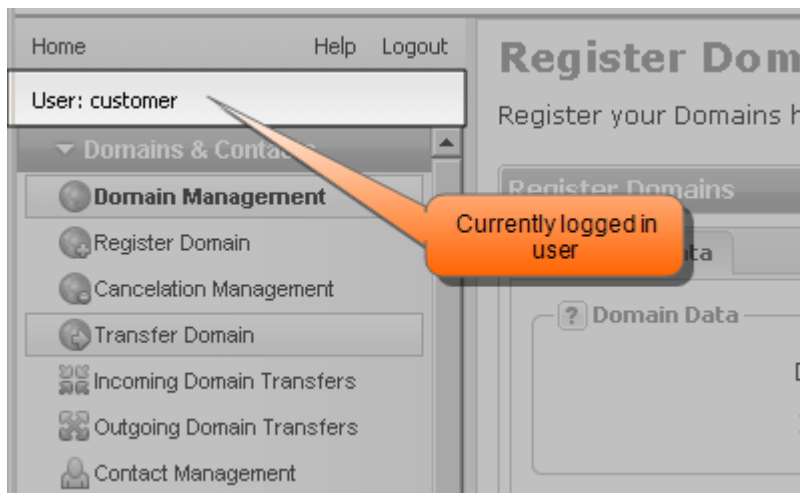 Home Help Logout
User: customer
Domains & Contacts
Domain Management
Register Domain
Cancelation Management
Transfer Domain
Incoming Domain Transfers
Outgoing Domain Transfers
Contact Management
Register Dom
Register your Domains h
Register Domains
Currently logged in
user
ta
? Domain Data